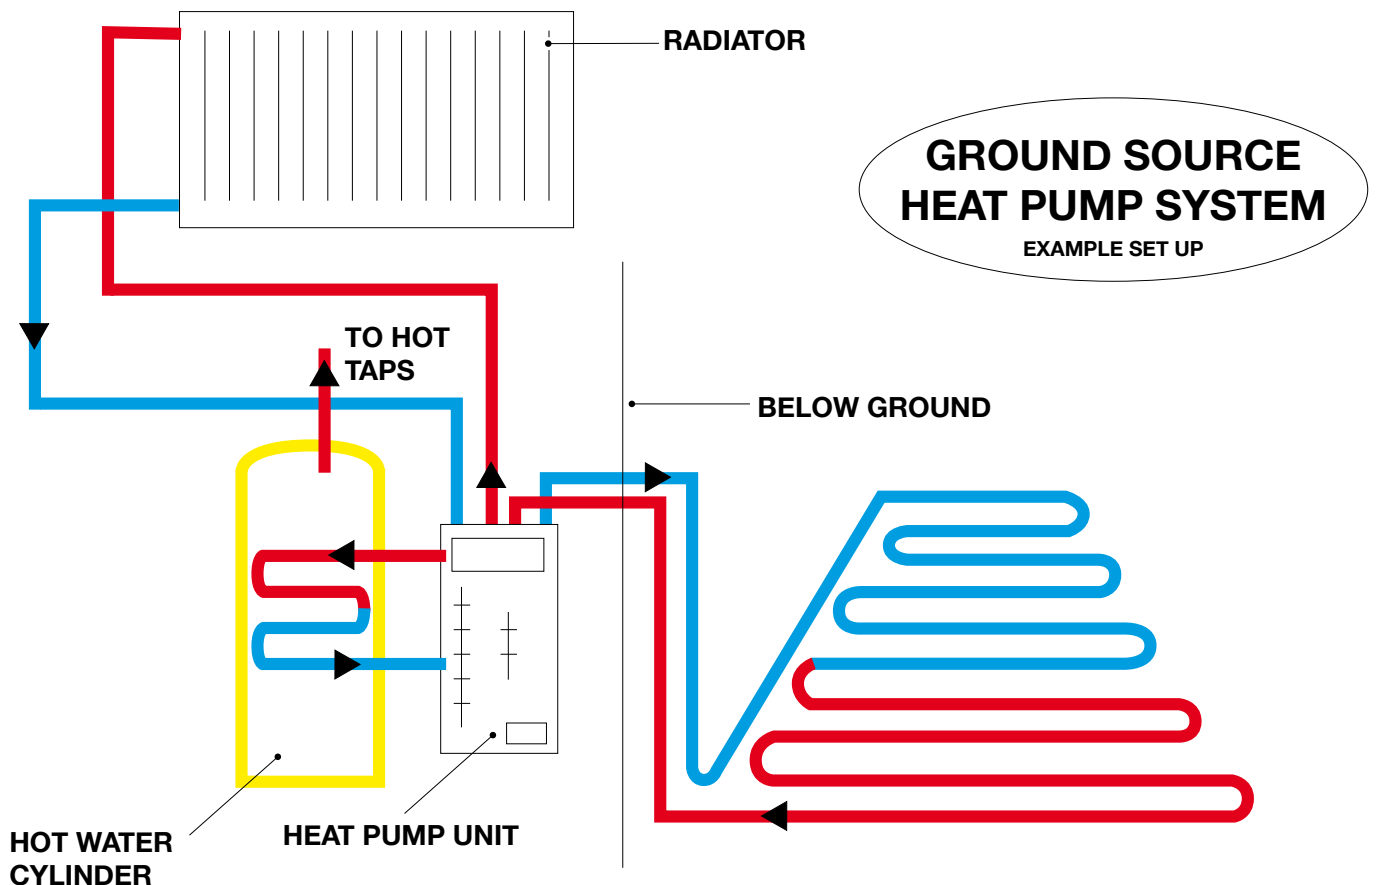 RADIATOR
GROUND SOURCE
HEAT PUMP SYSTEM
EXAMPLE SET UP
TO HOT
TAPS
BELOW GROUND
HEAT PUMP UNIT
HOT WATER
CYLINDER